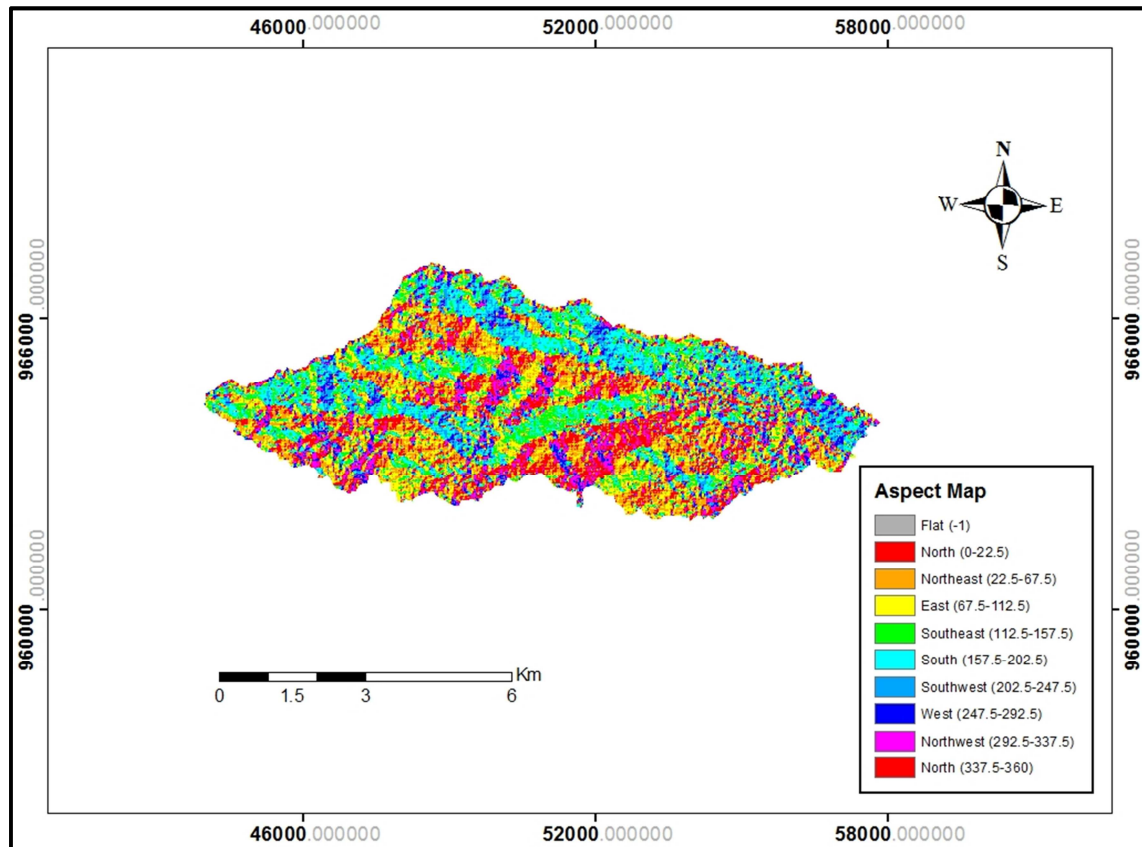 46000.000000 52000.000000 58000.000000
N
W E
S
966000.000000
966000.000000
960000.000000
960000.000000
Aspect Map
Flat (-1)
North (0-22.5)
Northeast (22.5-67.5)
East (67.5-112.5)
Southeast (112.5-157.5)
South (157.5-202.5)
Southwest (202.5-247.5)
West (247.5-292.5)
Northwest (292.5-337.5)
North (337.5-360)
Km
0 1.5 3 6
46000.000000 52000.000000 58000.000000